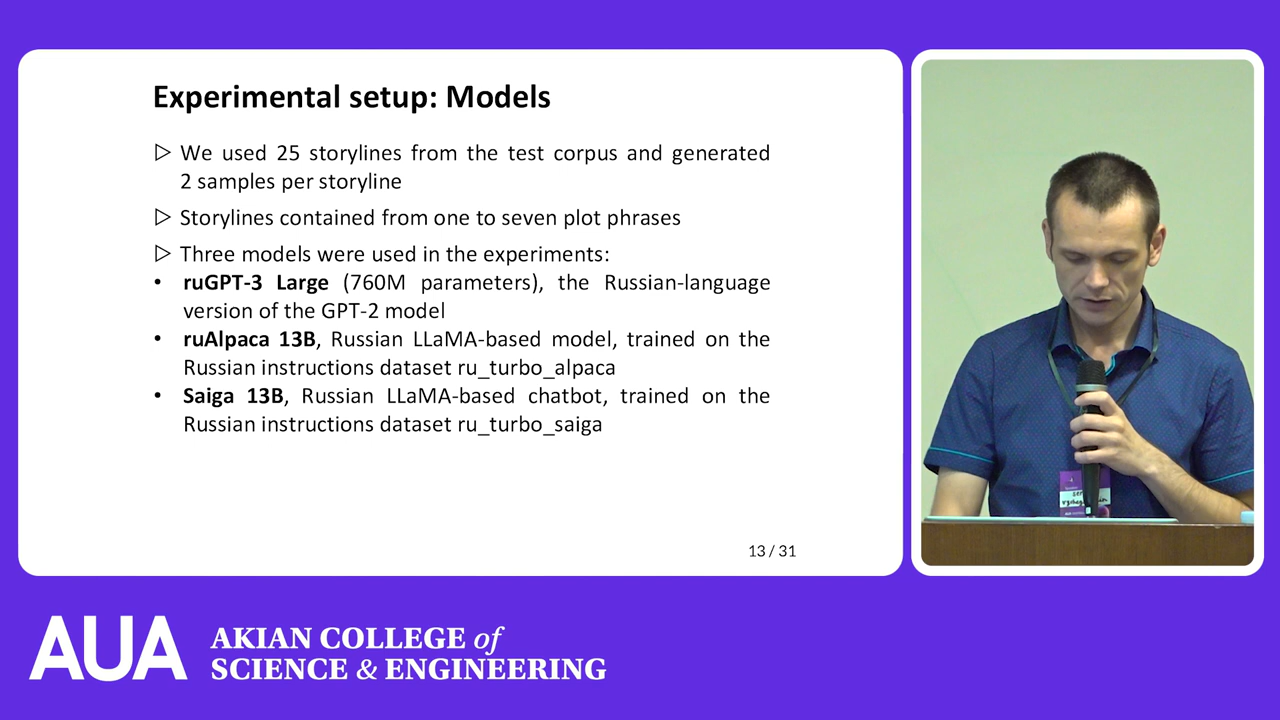 Experimental setup: Models
▷ We used 25 storylines from the test corpus and generated
2 samples per storyline
▷ Storylines contained from one to seven plot phrases
▷ Three models were used in the experiments:
• ruGPT-3 Large (760M parameters), the Russian-language
version of the GPT-2 model
• ruAlpaca 13B, Russian LLaMA-based model, trained on the
Russian instructions dataset ru_turbo_alpaca
• Saiga 13B, Russian LLaMA-based chatbot, trained on the
Russian instructions dataset ru_turbo_saiga
13 / 31
AUA
AKIAN COLLEGE of
SCIENCE & ENGINEERING